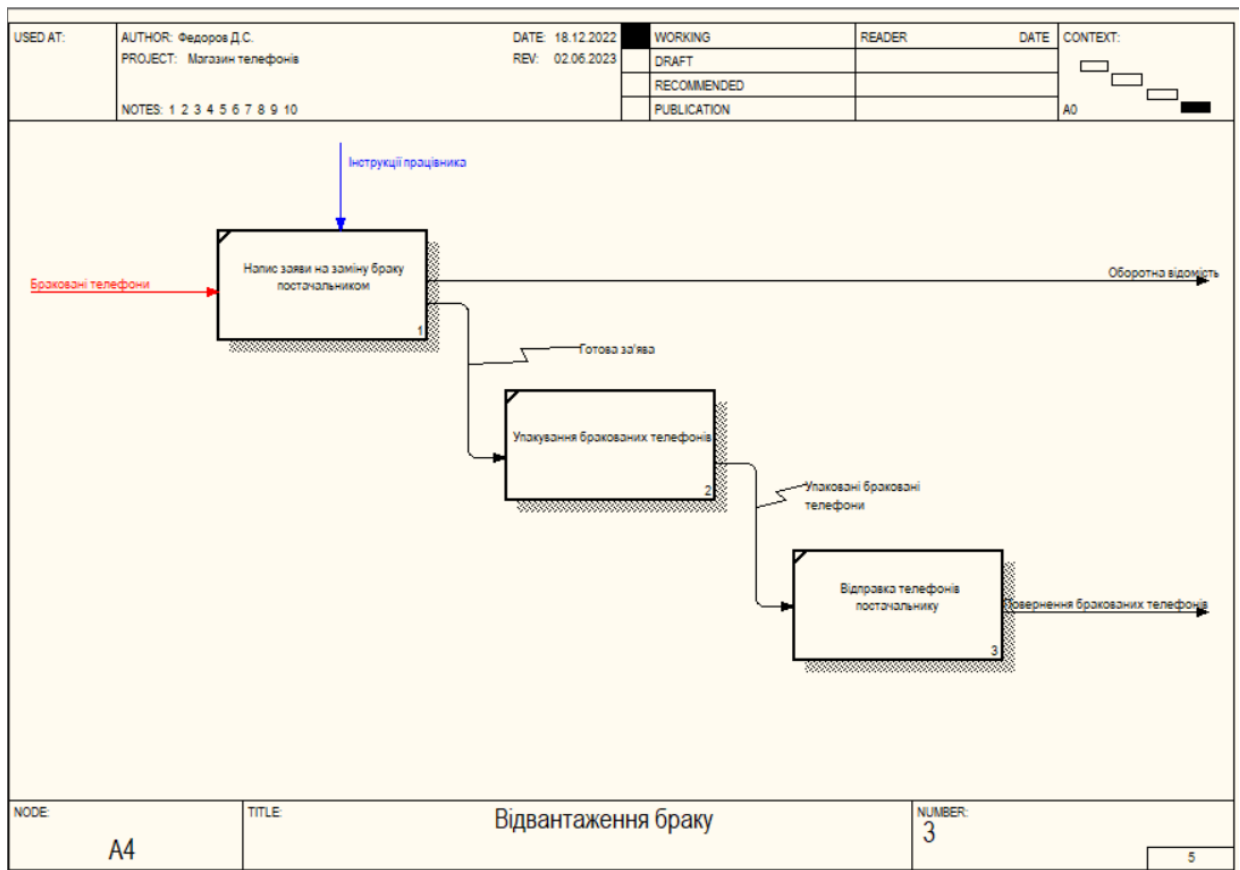 USED AT:
AUTHOR: Федоров Д.С.
DATE: 18.12.2022
PROJECT: Магазин телефонів
REV: 02.06.2023
NOTES: 1 2 3 4 5 6 7 8 9 10
WORKING
DRAFT
RECOMMENDED
PUBLICATION
READER
DATE
CONTEXT:
A0
Інструкції працівника
Браковані телефони
Напис заяви на заміну браку
постачальником
1
Оборотна відомість
Готова за'ява
Упакування бракованих телефонів
2
Упаковані браковані
телефони
Відправка телефонів
постачальнику
3
Повернення бракованих телефонів
NODE:
A4
TITLE:
Відвантаження браку
NUMBER:
3
5